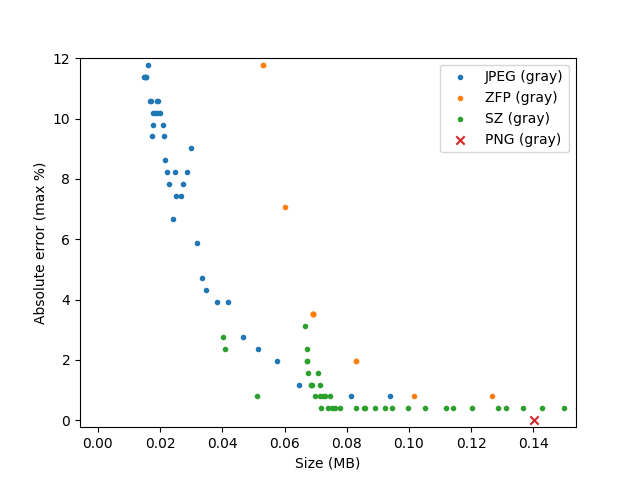 12
10
8
6
4
2
0
Absolute error (max %)
JPEG (gray)
ZFP (gray)
SZ (gray)
PNG (gray)
0.00 0.02 0.04 0.06 0.08 0.10 0.12 0.14
Size (MB)